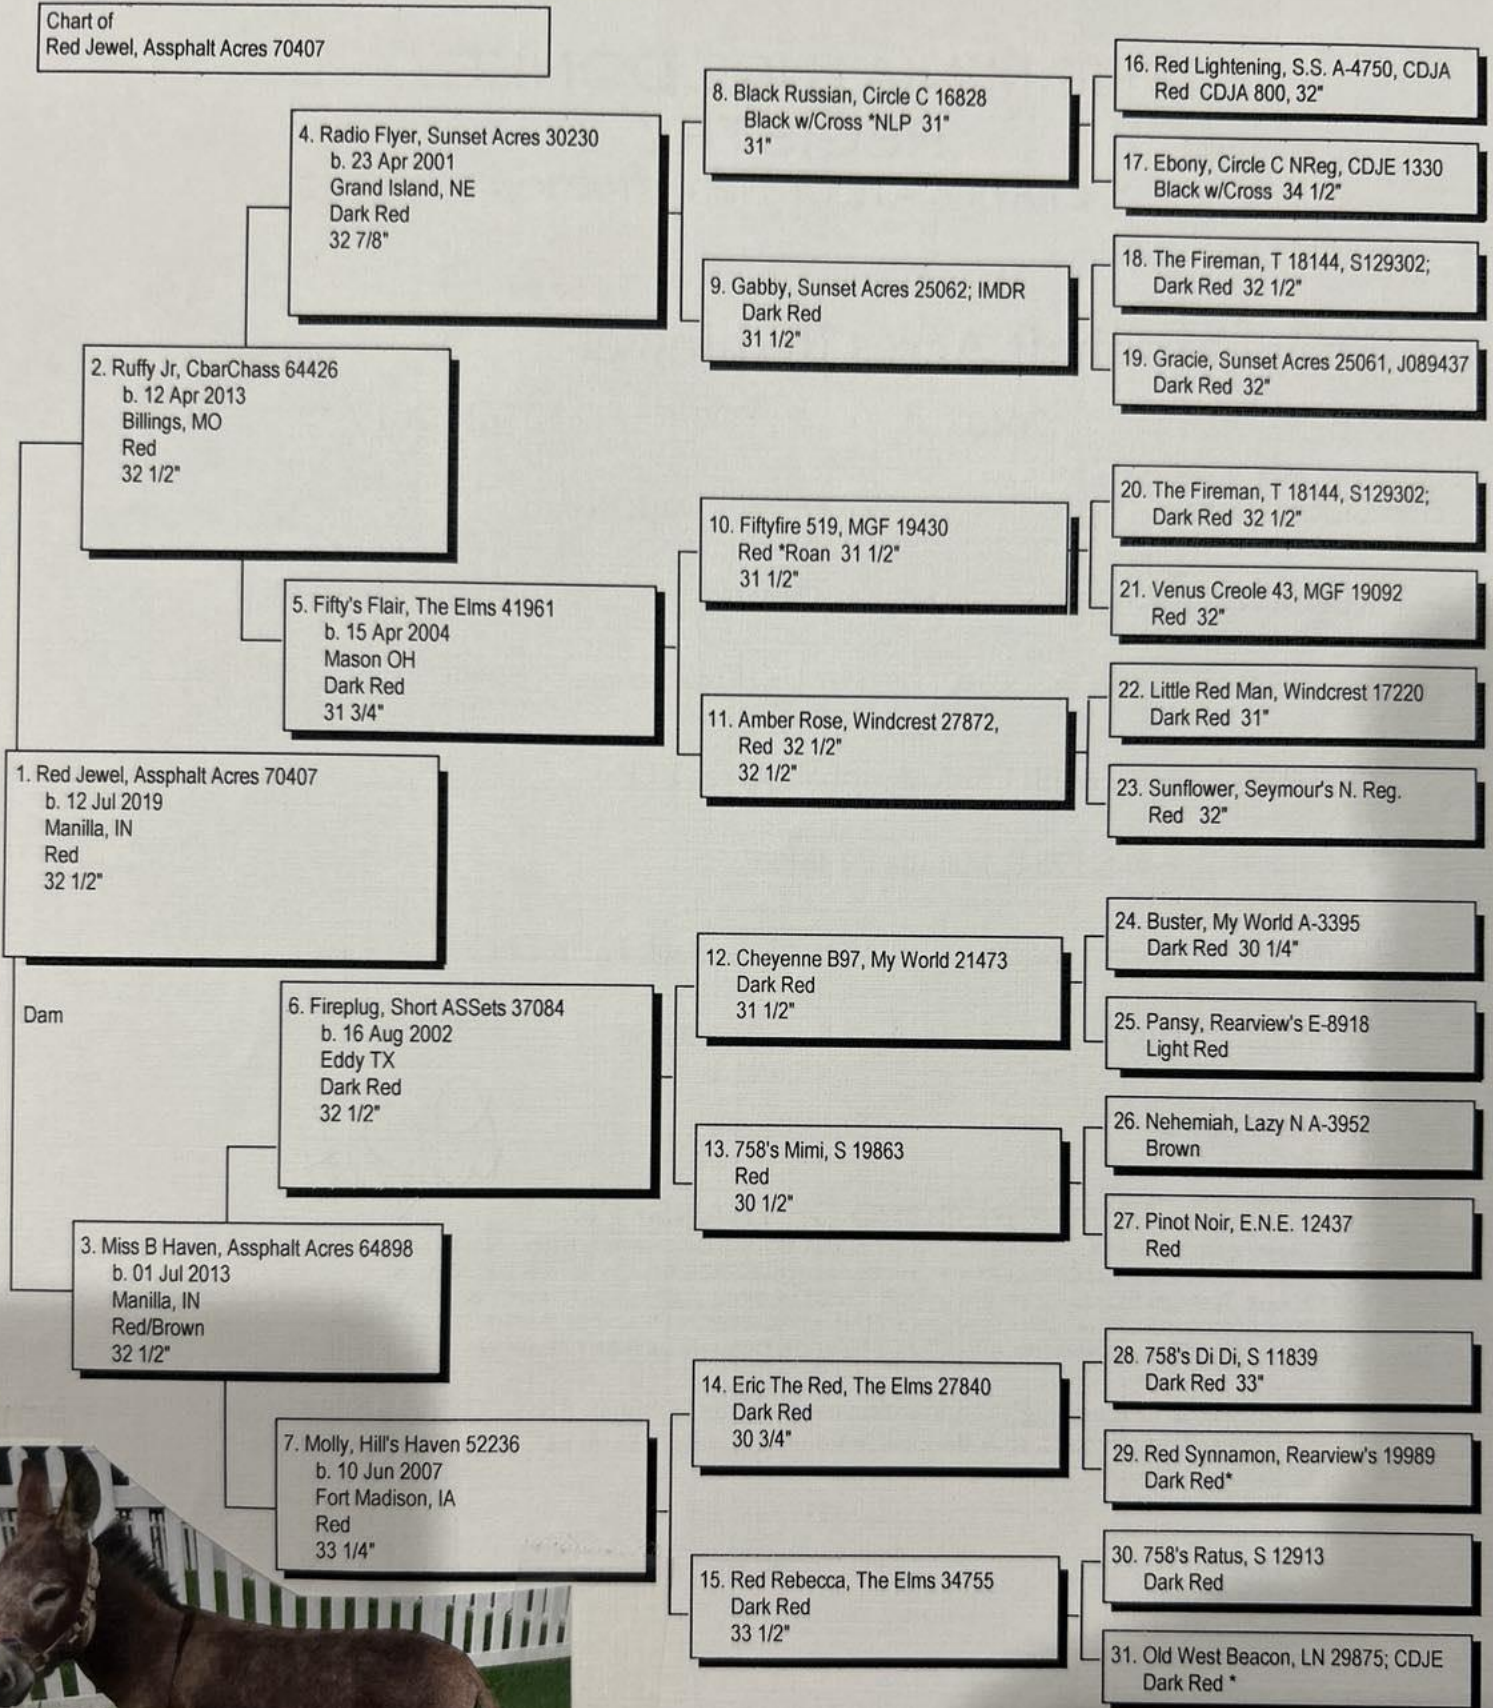 Chart of
Red Jewel, Assphalt Acres 70407
1. Red Jewel, Assphalt Acres 70407
b. 12 Jul 2019
Manilla, IN
Red
32 1/2"
Dam
2. Ruffy Jr, CbarChass 64426
b. 12 Apr 2013
Billings, MO
Red
32 1/2"
3. Miss B Haven, Assphalt Acres 64898
b. 01 Jul 2013
Manilla, IN
Red/Brown
32 1/2"
4. Radio Flyer, Sunset Acres 30230
b. 23 Apr 2001
Grand Island, NE
Dark Red
32 7/8"
5. Fifty's Flair, The Elms 41961
b. 15 Apr 2004
Mason OH
Dark Red
31 3/4"
6. Fireplug, Short ASSets 37084
b. 16 Aug 2002
Eddy TX
Dark Red
32 1/2"
7. Molly, Hill's Haven 52236
b. 10 Jun 2007
Fort Madison, IA
Red
33 1/4"
8. Black Russian, Circle C 16828
Black w/Cross *NLP 31"
31"
9. Gabby, Sunset Acres 25062; IMDR
Dark Red
31 1/2"
10. Fiftyfire 519, MGF 19430
Red *Roan 31 1/2"
31 1/2"
11. Amber Rose, Windcrest 27872,
Red 32 1/2"
32 1/2"
12. Cheyenne B97, My World 21473
Dark Red
31 1/2"
13. 758's Mimi, S 19863
Red
30 1/2"
14. Eric The Red, The Elms 27840
Dark Red
30 3/4"
15. Red Rebecca, The Elms 34755
Dark Red
33 1/2"
16. Red Lightening, S.S. A-4750, CDJA
Red CDJA 800, 32"
17. Ebony, Circle C NReg, CDJE 1330
Black w/Cross 34 1/2"
18. The Fireman, T 18144, S129302;
Dark Red 32 1/2"
19. Gracie, Sunset Acres 25061, J089437
Dark Red 32"
20. The Fireman, T 18144, S129302;
Dark Red 32 1/2"
21. Venus Creole 43, MGF 19092
Red 32"
22. Little Red Man, Windcrest 17220
Dark Red 31"
23. Sunflower, Seymour's N. Reg.
Red 32"
24. Buster, My World A-3395
Dark Red 30 1/4"
25. Pansy, Rearview's E-8918
Light Red
26. Nehemiah, Lazy N A-3952
Brown
27. Pinot Noir, E.N.E. 12437
Red
28. 758's Di Di, S 11839
Dark Red 33"
29. Red Synnamon, Rearview's 19989
Dark Red*
30. 758's Ratus, S 12913
Dark Red
31. Old West Beacon, LN 29875; CDJE
Dark Red *